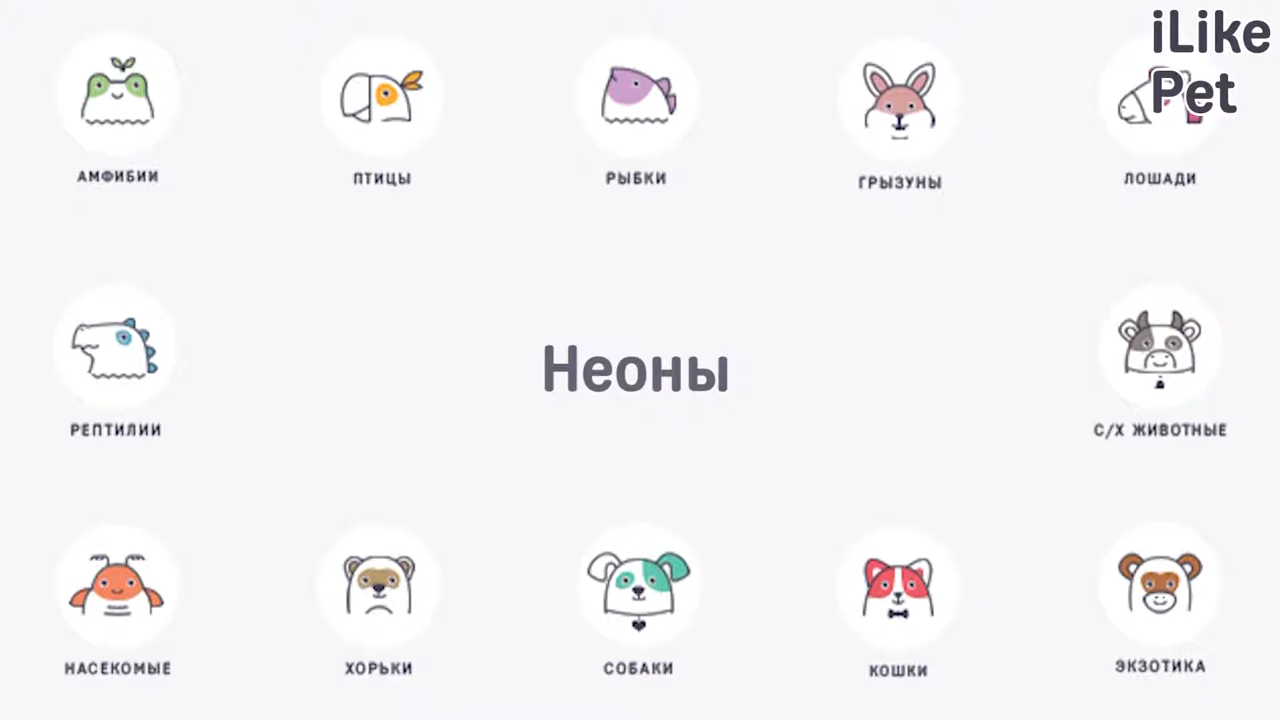 iLike
Pet
АМФИБИИ
ПТИЦЫ
РЫБКИ
ГРЫЗУНЫ
ЛОШАДИ
РЕПТИЛИИ
Неоны
С/Х ЖИВОТНЫЕ
НАСЕКОМЫЕ
ХОРЬКИ
СОБАКИ
КОШКИ
ЭКЗОТИКА